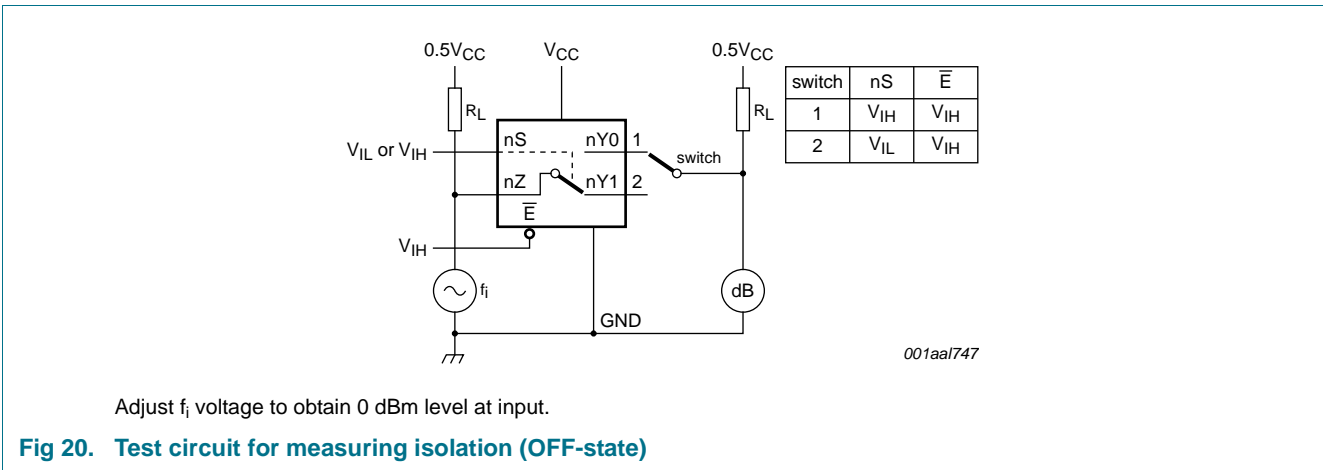 0.5VCC VCC 0.5VCC
switch nS E
1 VIH VIH
2 VIL VIH
RL RL
VIL or VIH nS nY0 1 switch
nZ nY1 2
E
VIH
fi dB
GND
001aal747
Adjust fi voltage to obtain 0 dBm level at input.
Fig 20. Test circuit for measuring isolation (OFF-state)